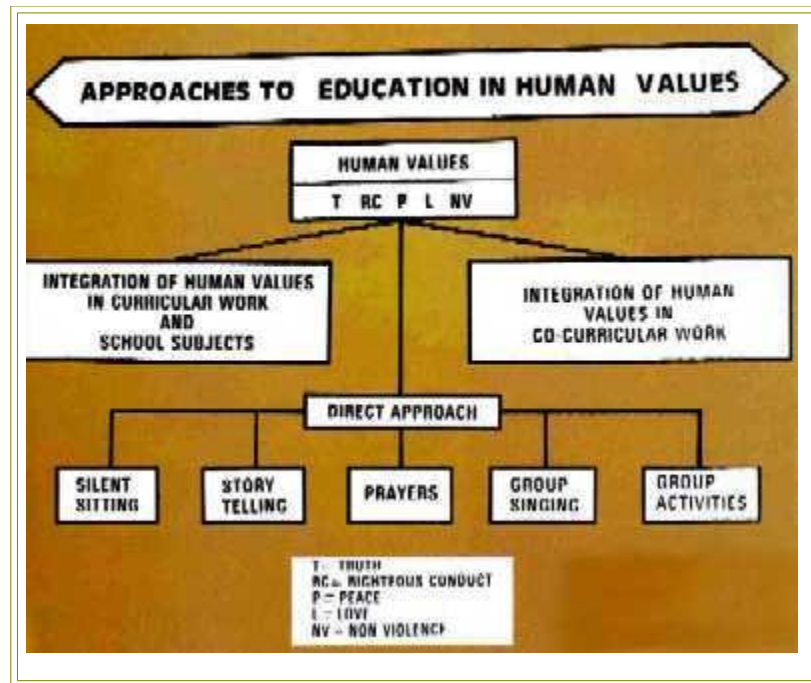 APPROACHES TO EDUCATION IN HUMAN VALUES
HUMAN VALUES
T RC P L NV
INTEGRATION OF HUMAN VALUES
IN CURRICULAR WORK
AND
SCHOOL SUBJECTS
INTEGRATION OF HUMAN
VALUES IN
CO-CURRICULAR WORK
DIRECT APPROACH
SILENT
SITTING
STORY
TELLING
PRAYERS
GROUP
SINGING
GROUP
ACTIVITIES
T = TRUTH
RC = RIGHTEOUS CONDUCT
P = PEACE
L = LOVE
NV = NON VIOLENCE